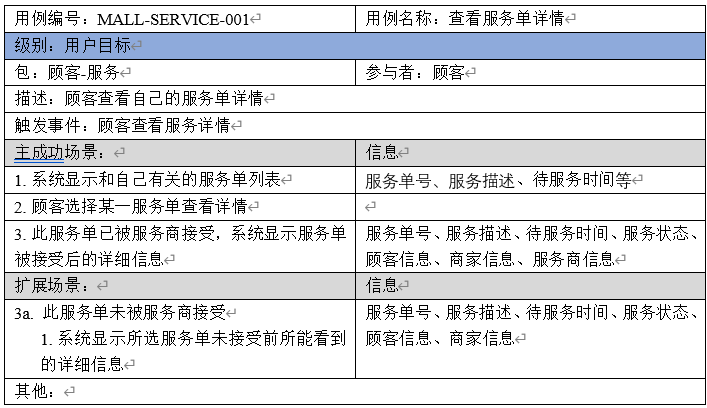 用例编号：MALL-SERVICE-001 用例名称：查看服务单详情
级别：用户目标
包：顾客-服务 参与者：顾客
描述：顾客查看自己的服务单详情
触发事件：顾客查看服务详情
主成功场景： 信息
1. 系统显示和自己有关的服务单列表 服务单号、服务描述、待服务时间等
2. 顾客选择某一服务单查看详情
3. 此服务单已被服务商接受，系统显示服务单
被接受后的详细信息
服务单号、服务描述、待服务时间、服务状态、
顾客信息、商家信息、服务商信息
扩展场景： 信息
3a. 此服务单未被服务商接受
1. 系统显示所选服务单未接受前所能看到
的详细信息
服务单号、服务描述、待服务时间、服务状态、
顾客信息、商家信息
其他：